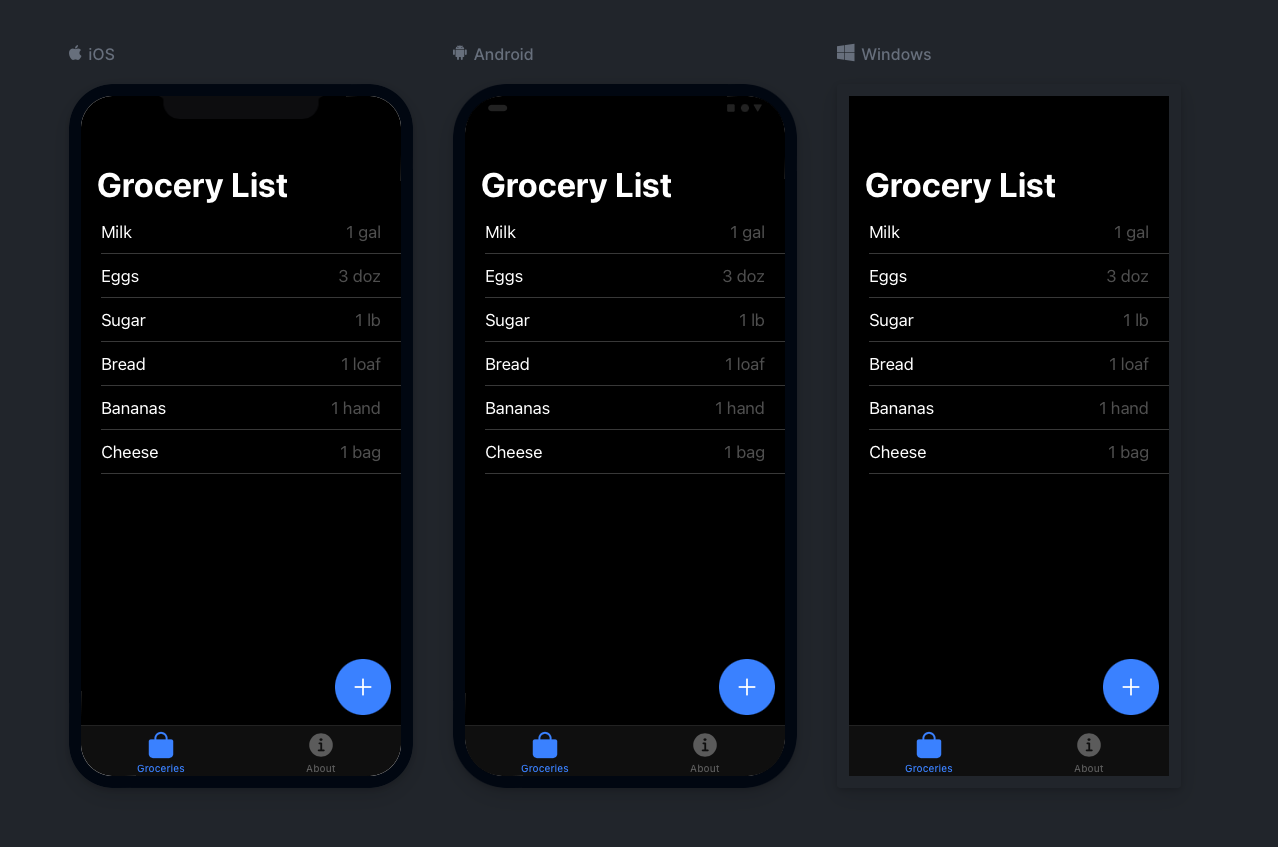 iOS
Grocery List
Milk 1 gal
Eggs 3 doz
Sugar 1 lb
Bread 1 loaf
Bananas 1 hand
Cheese 1 bag
Groceries About
Android
Grocery List
Milk 1 gal
Eggs 3 doz
Sugar 1 lb
Bread 1 loaf
Bananas 1 hand
Cheese 1 bag
Groceries About
Windows
Grocery List
Milk 1 gal
Eggs 3 doz
Sugar 1 lb
Bread 1 loaf
Bananas 1 hand
Cheese 1 bag
Groceries About